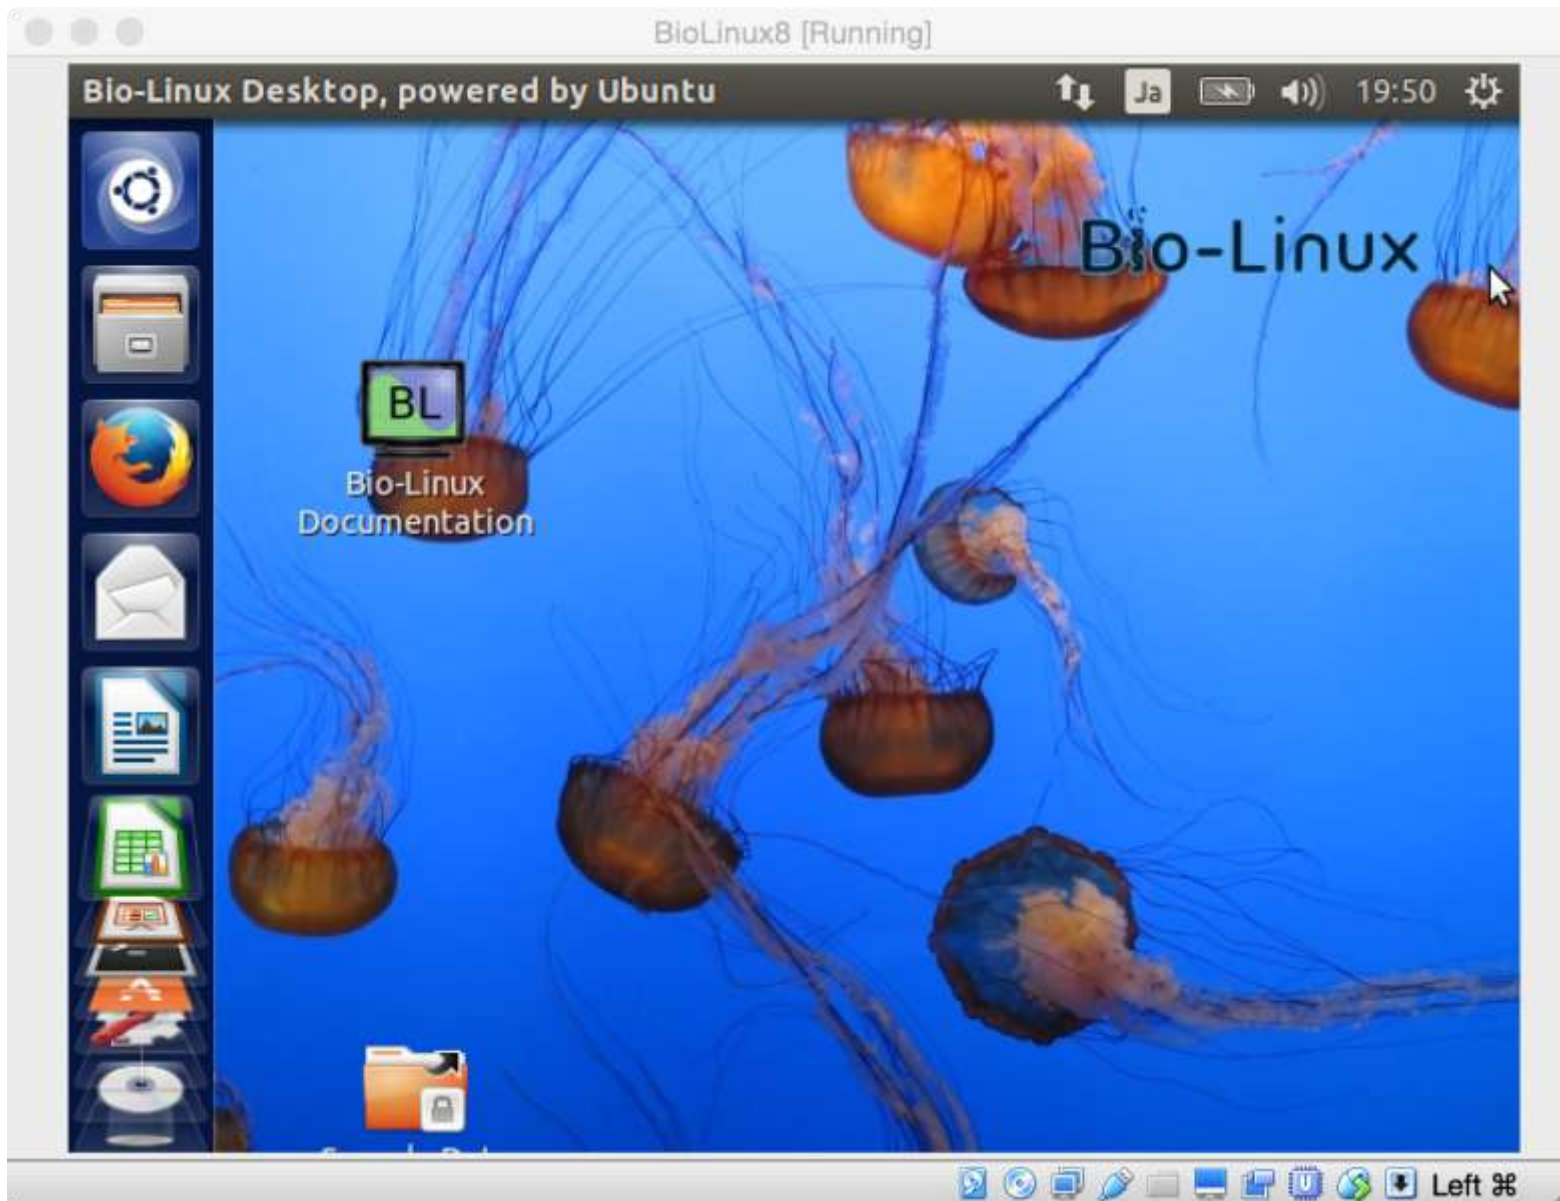 BioLinux8 [Running]
Bio-Linux Desktop, powered by Ubuntu
Ja
19:50
Bio-Linux
BL
Bio-Linux
Documentation
Left ⌘